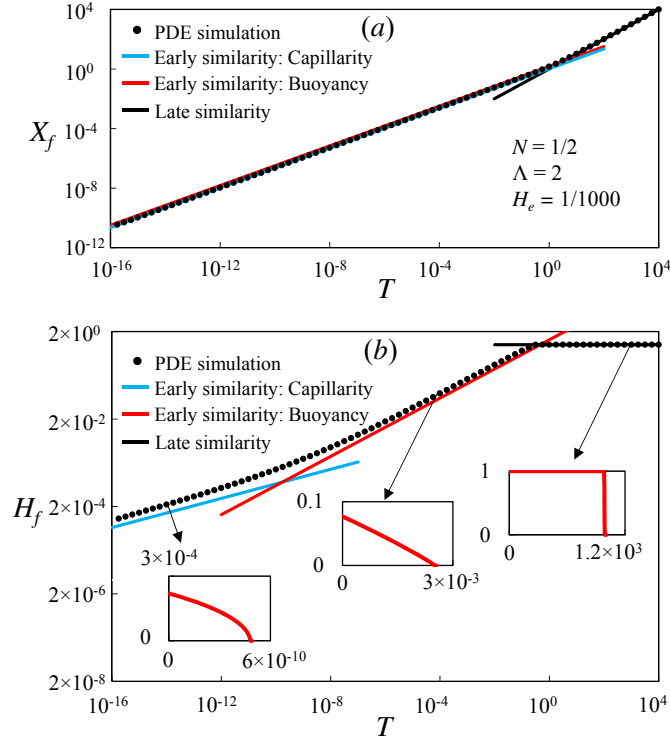 (a)
10^4
10^0
10^-4
10^-8
10^-12
X_f
PDE simulation
Early similarity: Capillarity
Early similarity: Buoyancy
Late similarity
N = 1/2
Λ = 2
H_e = 1/1000
10^-16 10^-12 10^-8 10^-4 10^0 10^4
T
(b)
2×10^0
2×10^-2
2×10^-4
2×10^-6
2×10^-8
H_f
PDE simulation
Early similarity: Capillarity
Early similarity: Buoyancy
Late similarity
3×10^-4
0
0 6×10^-10
0.1
0
0 3×10^-3
1
0
0 1.2×10^3
10^-16 10^-12 10^-8 10^-4 10^0 10^4
T